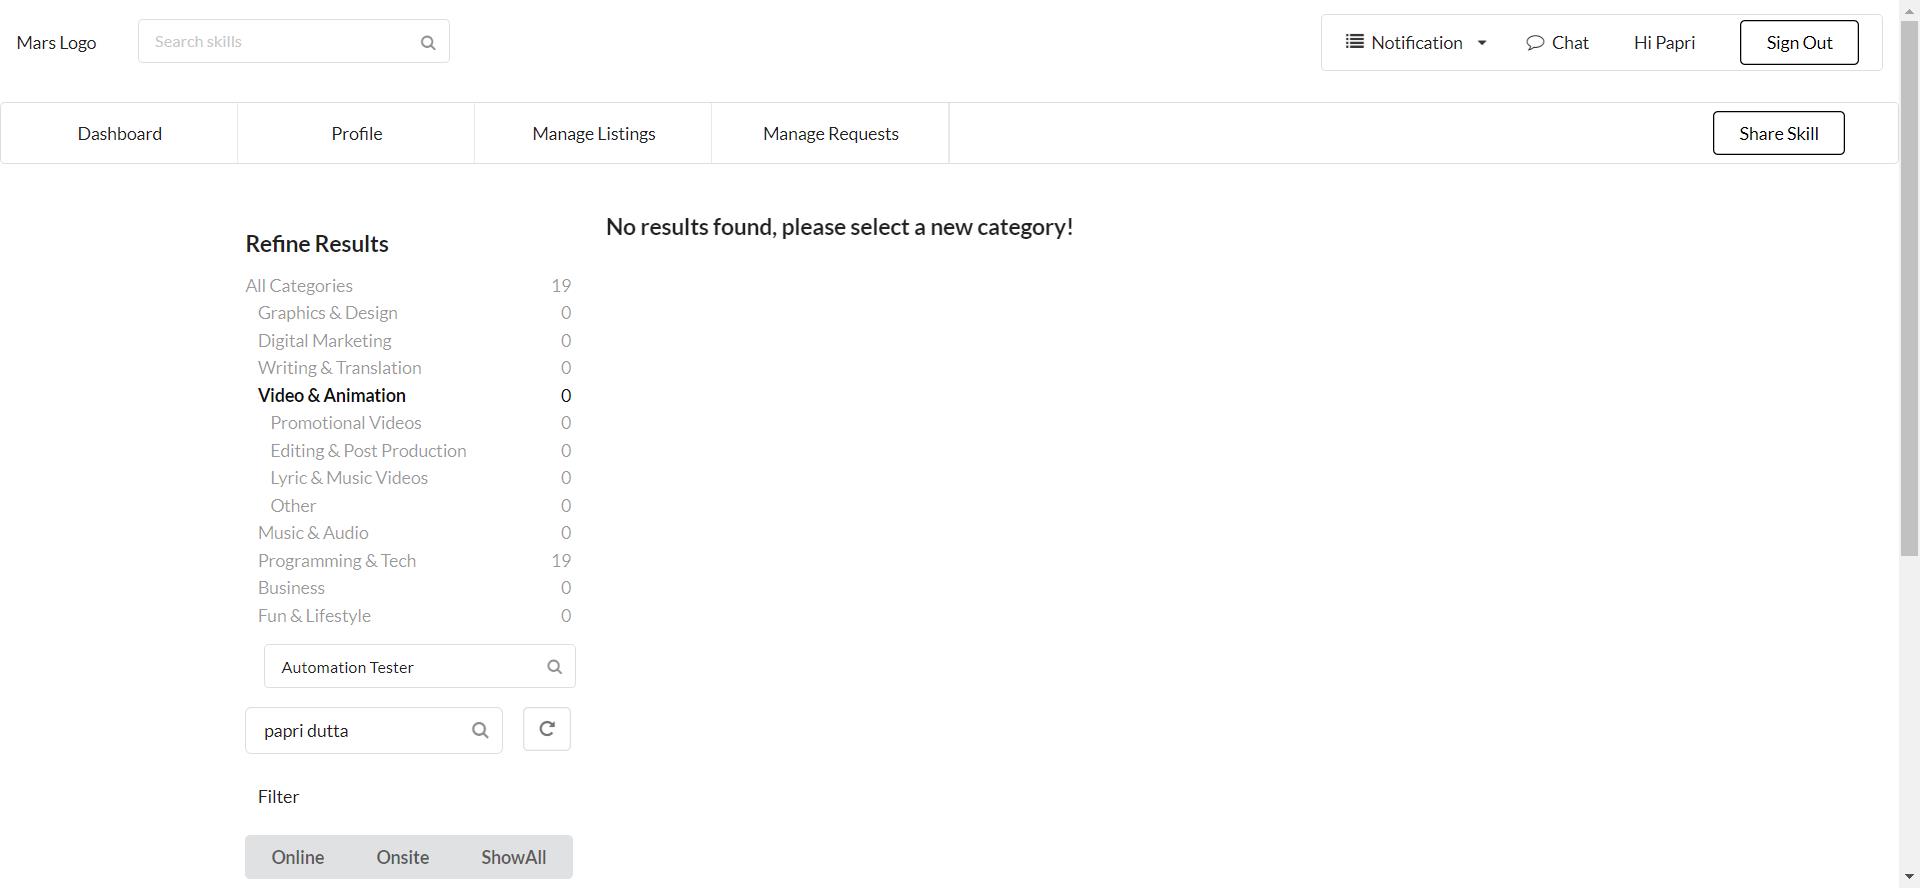 Mars Logo
Search skills
Notification
Chat
Hi Papri
Sign Out
Dashboard
Profile
Manage Listings
Manage Requests
Share Skill
No results found, please select a new category!
Refine Results
All Categories 19
Graphics & Design 0
Digital Marketing 0
Writing & Translation 0
Video & Animation 0
Promotional Videos 0
Editing & Post Production 0
Lyric & Music Videos 0
Other 0
Music & Audio 0
Programming & Tech 19
Business 0
Fun & Lifestyle 0
Automation Tester
papri dutta
Filter
Online Onsite ShowAll